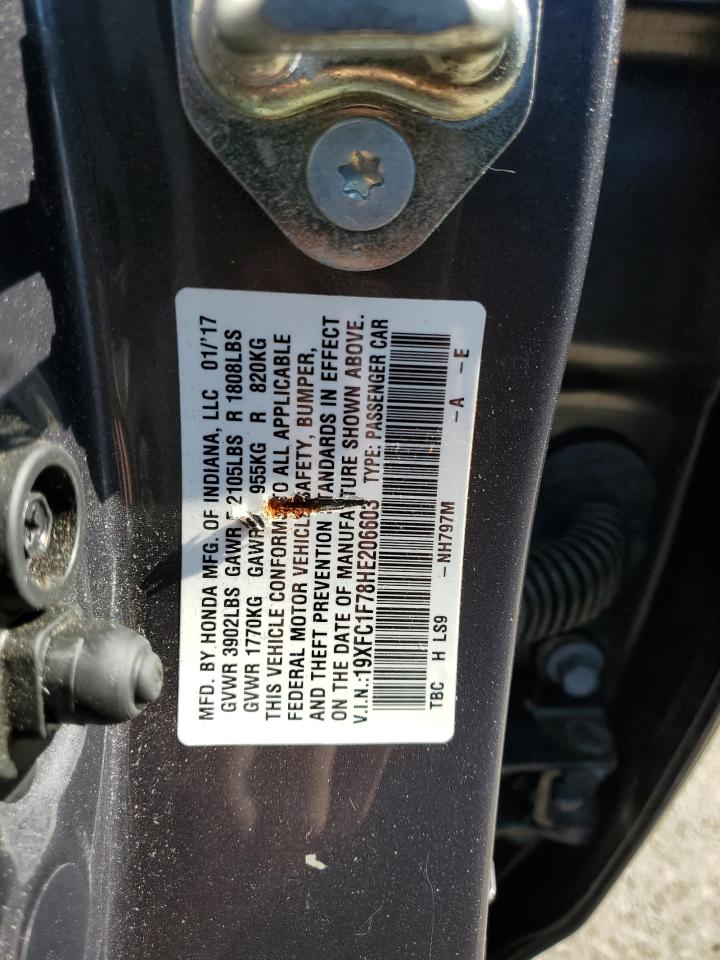 MFD. BY HONDA MFG. OF INDIANA, LLC 01/'17
GVWR 3902LBS GAWR F 2105LBS R 1808LBS
GVWR 1770KG GAWR 955KG R 820KG
THIS VEHICLE CONFORMS TO ALL APPLICABLE
FEDERAL MOTOR VEHICLE SAFETY, BUMPER,
AND THEFT PREVENTION STANDARDS IN EFFECT
ON THE DATE OF MANUFACTURE SHOWN ABOVE.
V.I.N.:19XFC1F78HE206603 TYPE: PASSENGER CAR
TBC H LS9 -NH797M -A -E